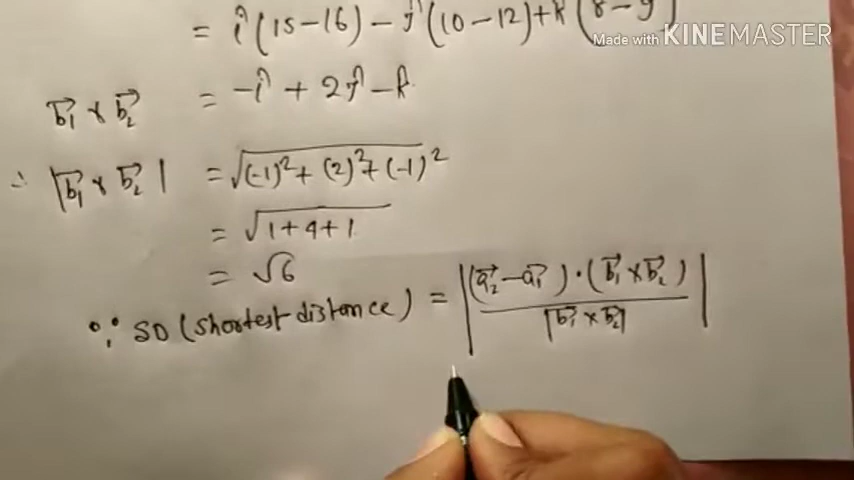 = î(15-16) - ĵ(10-12) + k(8-9)
Made with KINEMASTER
b₁⃗ × b₂⃗ = -î + 2ĵ - k̂
∴ |b₁⃗ × b₂⃗| = √(-1)² + (2)² + (-1)²
= √1+4+1
= √6
∵ SD (shortest distance) = |(a₂⃗ - a₁⃗)·(b₁⃗ × b₂⃗) / |b₁⃗ × b₂⃗||